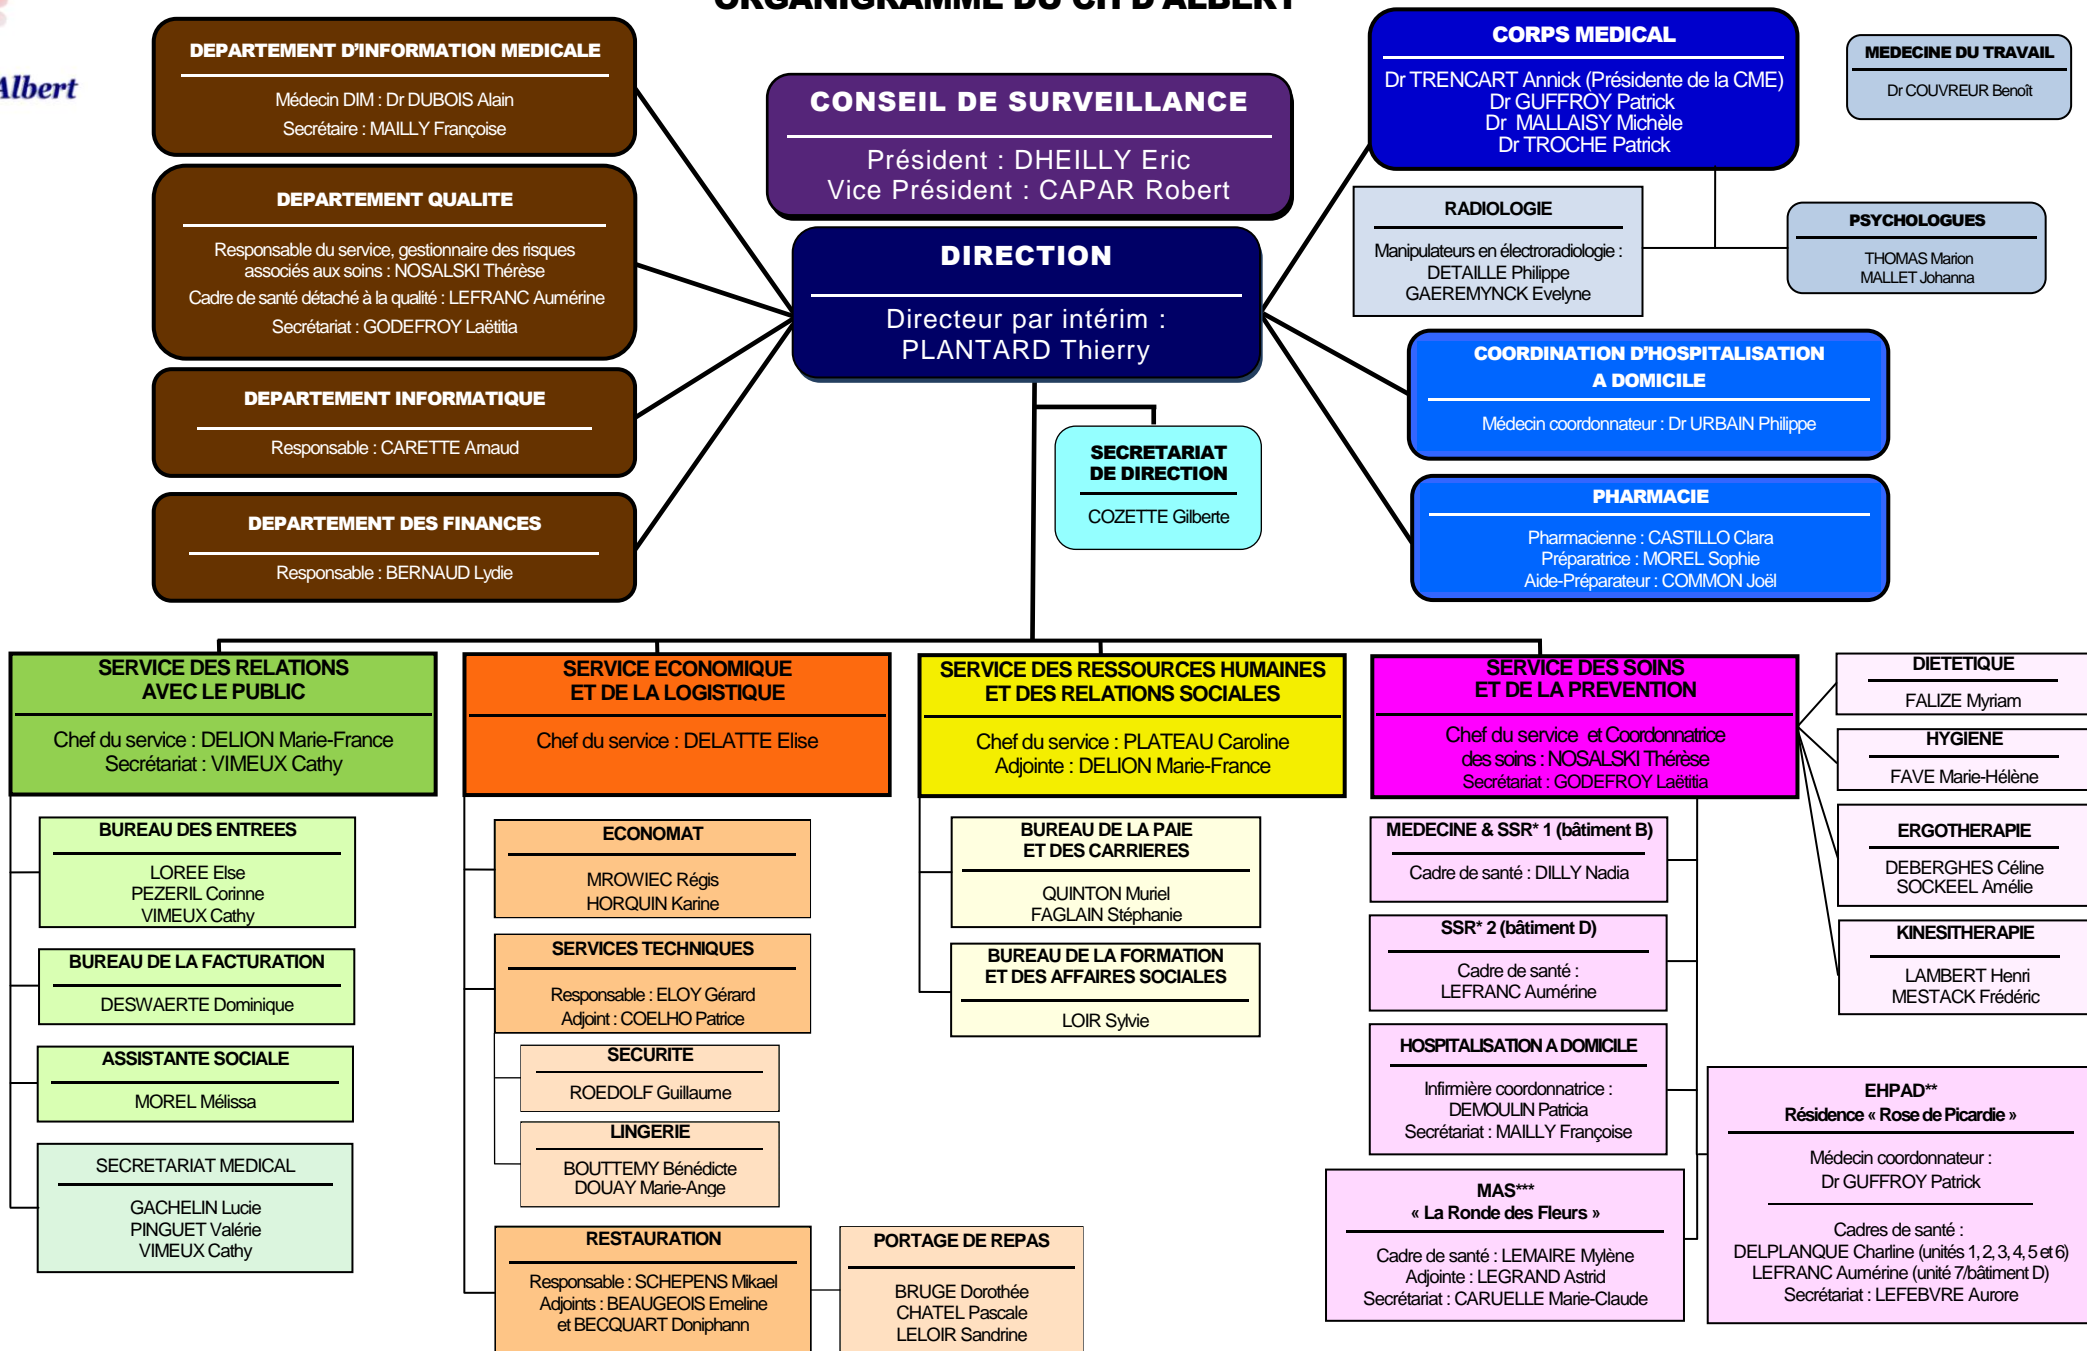 ORGANIGRAMME DU CH D'ALBERT
Albert
DEPARTEMENT D'INFORMATION MEDICALE
Médecin DIM : Dr DUBOIS Alain
Secrétaire : MAILLY Françoise
DEPARTEMENT QUALITE
Responsable du service, gestionnaire des risques
associés aux soins : NOSALSKI Thérèse
Cadre de santé détaché à la qualité : LEFRANC Aumérine
Secrétariat : GODEFROY Laëtitia
DEPARTEMENT INFORMATIQUE
Responsable : CARETTE Arnaud
DEPARTEMENT DES FINANCES
Responsable : BERNAUD Lydie
CONSEIL DE SURVEILLANCE
Président : DHEILLY Eric
Vice Président : CAPAR Robert
DIRECTION
Directeur par intérim :
PLANTARD Thierry
SECRETARIAT
DE DIRECTION
COZETTE Gilberte
CORPS MEDICAL
Dr TRENCART Annick (Présidente de la CME)
Dr GUFFROY Patrick
Dr MALLAISY Michèle
Dr TROCHE Patrick
MEDECINE DU TRAVAIL
Dr COUVREUR Benoît
RADIOLOGIE
Manipulateurs en électroradiologie :
DETAILLE Philippe
GAEREMYNCK Evelyne
PSYCHOLOGUES
THOMAS Marion
MALLET Johanna
COORDINATION D'HOSPITALISATION
A DOMICILE
Médecin coordonnateur : Dr URBAIN Philippe
PHARMACIE
Pharmacienne : CASTILLO Clara
Préparatrice : MOREL Sophie
Aide-Préparateur : COMMON Joël
SERVICE DES RELATIONS
AVEC LE PUBLIC
Chef du service : DELION Marie-France
Secrétariat : VIMEUX Cathy
BUREAU DES ENTREES
LOREE Else
PEZERIL Corinne
VIMEUX Cathy
BUREAU DE LA FACTURATION
DESWAERTE Dominique
ASSISTANTE SOCIALE
MOREL Mélissa
SECRETARIAT MEDICAL
GACHELIN Lucie
PINGUET Valérie
VIMEUX Cathy
SERVICE ECONOMIQUE
ET DE LA LOGISTIQUE
Chef du service : DELATTE Elise
ECONOMAT
MROWIEC Régis
HORQUIN Karine
SERVICES TECHNIQUES
Responsable : ELOY Gérard
Adjoint : COELHO Patrice
SECURITE
ROEDOLF Guillaume
LINGERIE
BOUTTEMY Bénédicte
DOUAY Marie-Ange
RESTAURATION
Responsable : SCHEPENS Mikael
Adjoints : BEAUGEOIS Emeline
et BECQUART Doniphann
PORTAGE DE REPAS
BRUGE Dorothée
CHATEL Pascale
LELOIR Sandrine
SERVICE DES RESSOURCES HUMAINES
ET DES RELATIONS SOCIALES
Chef du service : PLATEAU Caroline
Adjointe : DELION Marie-France
BUREAU DE LA PAIE
ET DES CARRIERES
QUINTON Muriel
FAGLAIN Stéphanie
BUREAU DE LA FORMATION
ET DES AFFAIRES SOCIALES
LOIR Sylvie
SERVICE DES SOINS
ET DE LA PREVENTION
Chef du service et Coordonnatrice
des soins : NOSALSKI Thérèse
Secrétariat : GODEFROY Laëtitia
MEDECINE & SSR* 1 (bâtiment B)
Cadre de santé : DILLY Nadia
SSR* 2 (bâtiment D)
Cadre de santé :
LEFRANC Aumérine
HOSPITALISATION A DOMICILE
Infirmière coordonnatrice :
DEMOULIN Patricia
Secrétariat : MAILLY Françoise
MAS***
« La Ronde des Fleurs »
Cadre de santé : LEMAIRE Mylène
Adjointe : LEGRAND Astrid
Secrétariat : CARUELLE Marie-Claude
DIETETIQUE
FALIZE Myriam
HYGIENE
FAVE Marie-Hélène
ERGOTHERAPIE
DEBERGHES Céline
SOCKEEL Amélie
KINESITHERAPIE
LAMBERT Henri
MESTACK Frédéric
EHPAD**
Résidence « Rose de Picardie »
Médecin coordonnateur :
Dr GUFFROY Patrick
Cadres de santé :
DELPLANQUE Charline (unités 1, 2, 3, 4, 5 et 6)
LEFRANC Aumérine (unité 7/bâtiment D)
Secrétariat : LEFEBVRE Aurore